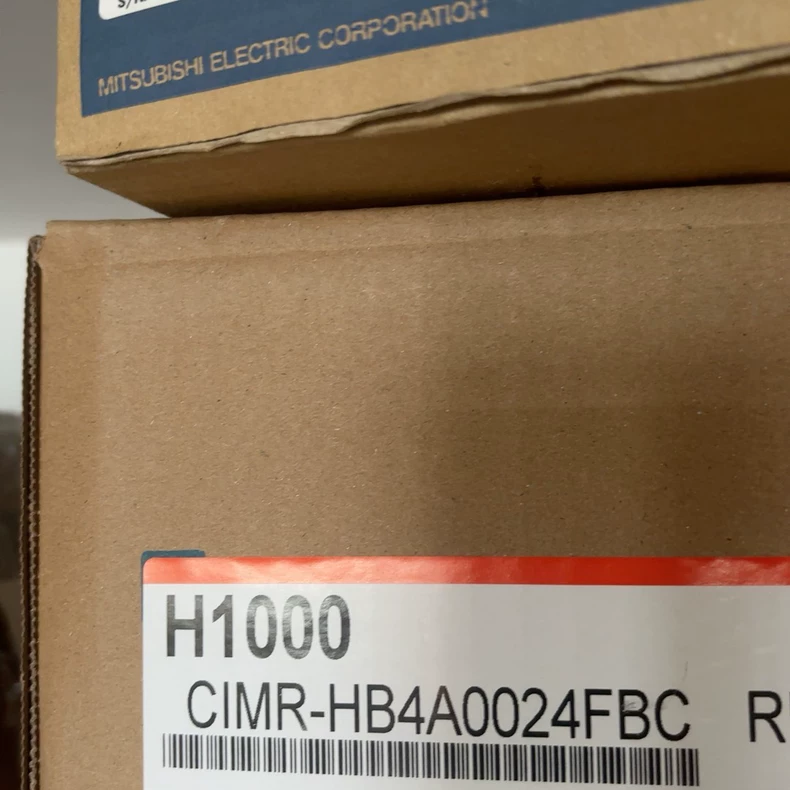 MITSUBISHI ELECTRIC CORPORATION
H1000
CIMR-HB4A0024FBC